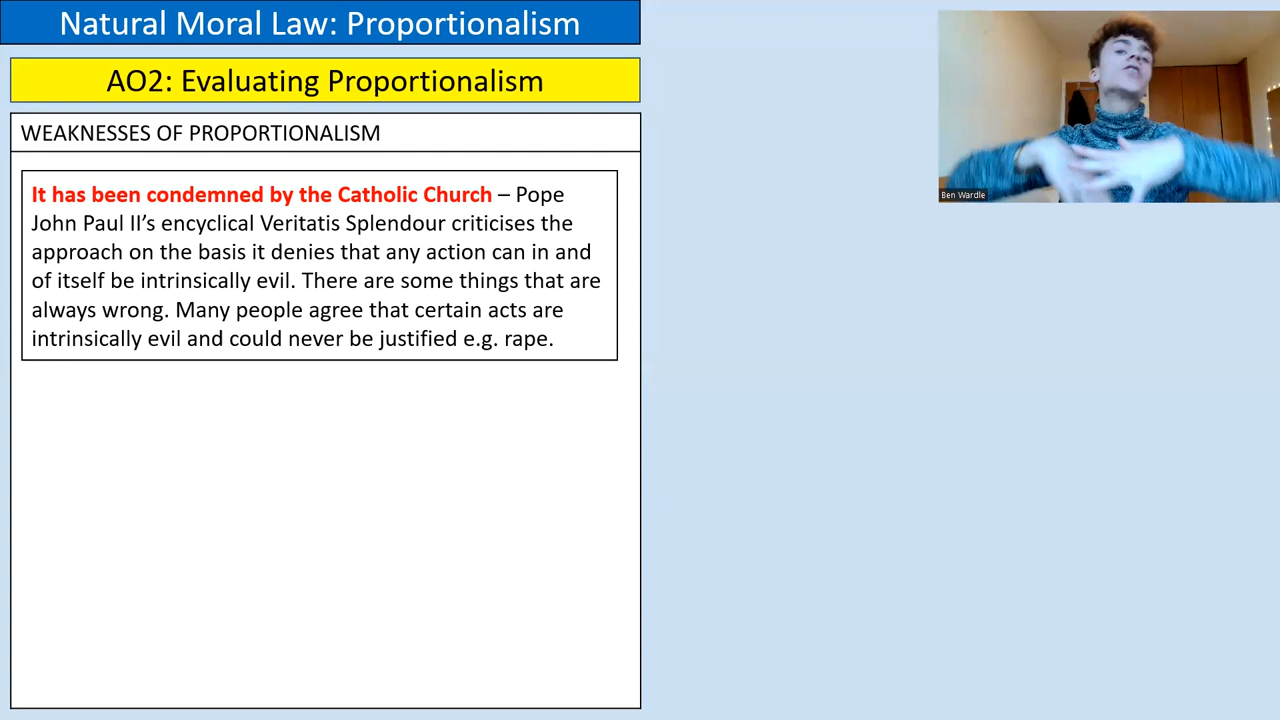 Natural Moral Law: Proportionalism
AO2: Evaluating Proportionalism
WEAKNESSES OF PROPORTIONALISM
It has been condemned by the Catholic Church – Pope
John Paul II’s encyclical Veritatis Splendour criticises the
approach on the basis it denies that any action can in and
of itself be intrinsically evil. There are some things that are
always wrong. Many people agree that certain acts are
intrinsically evil and could never be justified e.g. rape.
Ben Wardle